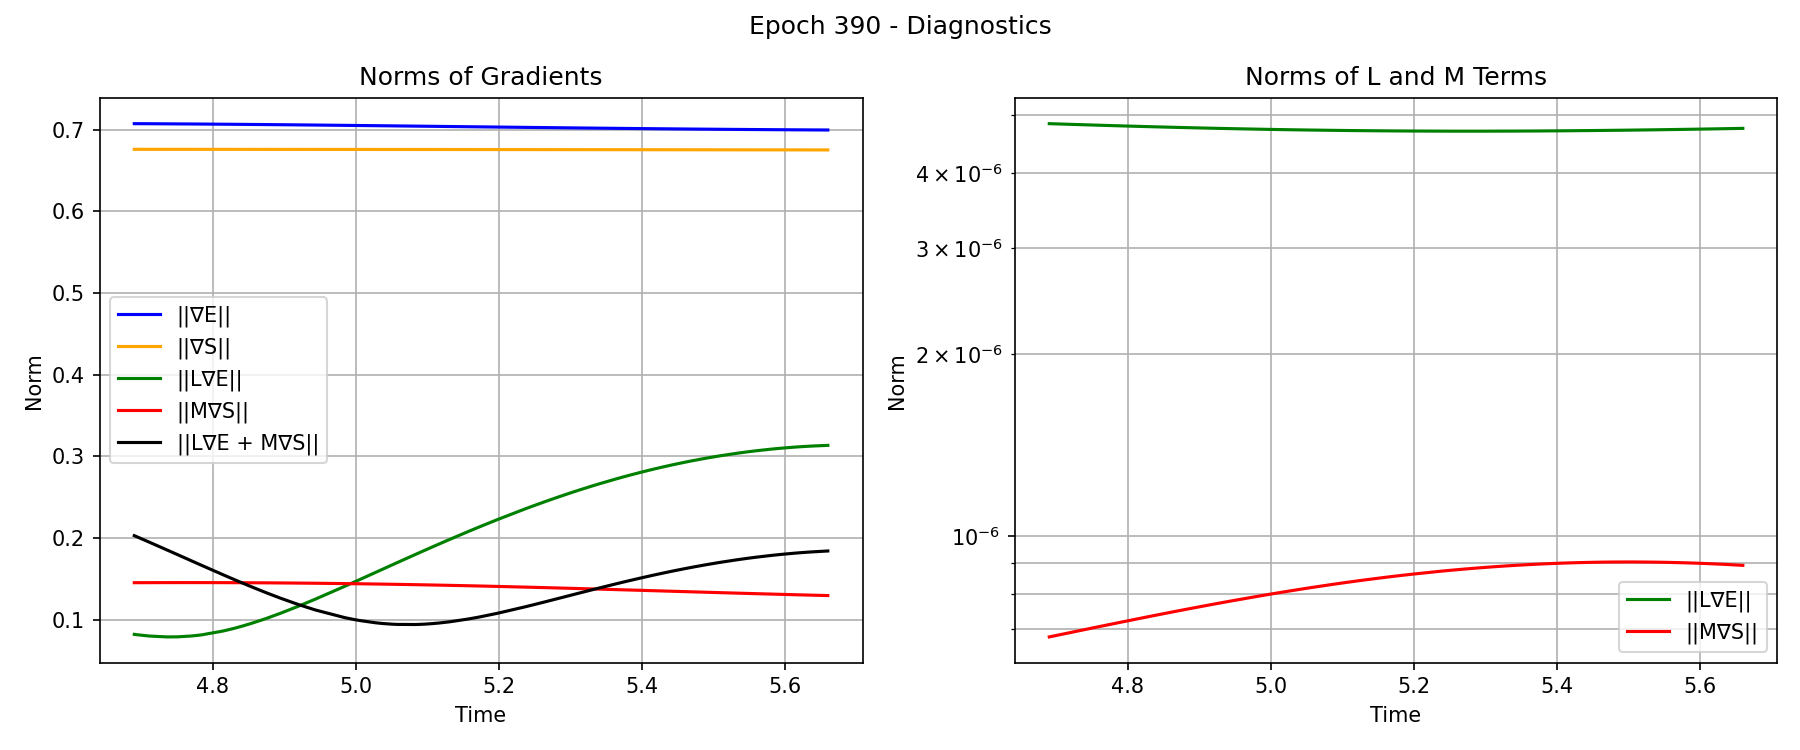 Epoch 390 - Diagnostics
Norms of Gradients
0.7
0.6
0.5
0.4
0.3
0.2
0.1
Norm
||∇E||
||∇S||
||L∇E||
||M∇S||
||L∇E + M∇S||
4.8 5.0 5.2 5.4 5.6
Time
Norms of L and M Terms
4 × 10⁻⁶
3 × 10⁻⁶
2 × 10⁻⁶
10⁻⁶
Norm
||L∇E||
||M∇S||
4.8 5.0 5.2 5.4 5.6
Time